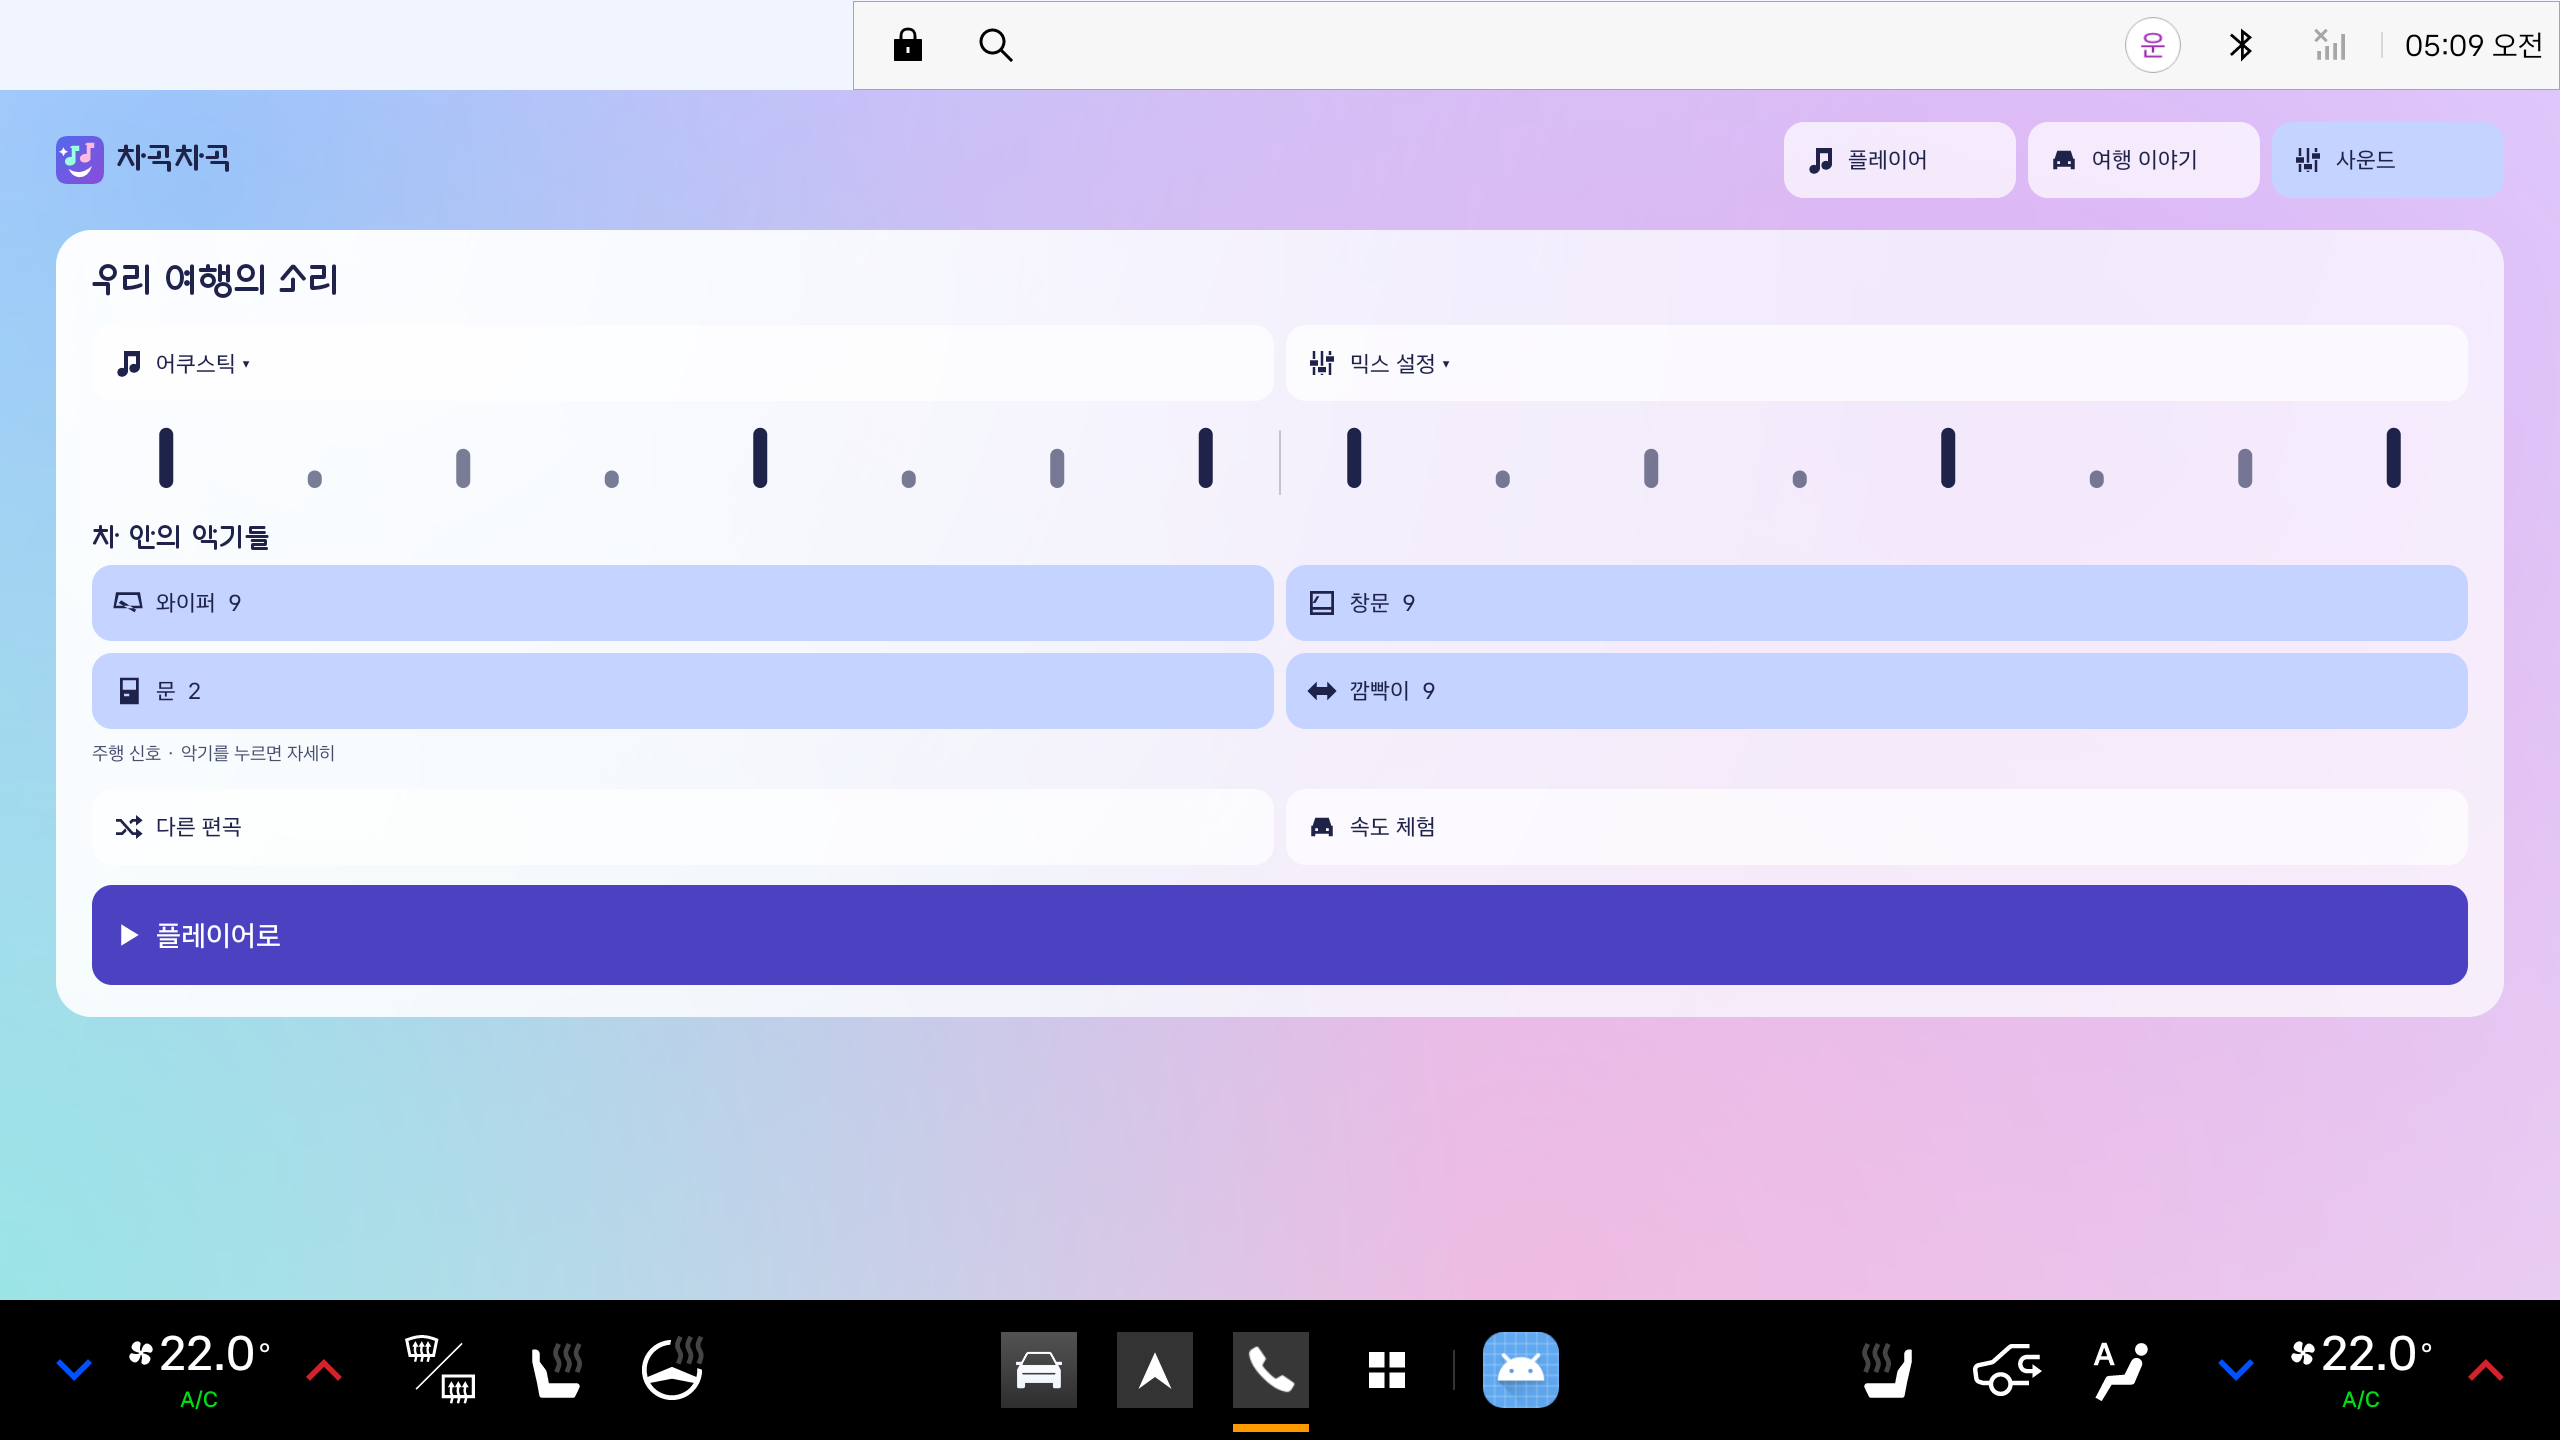 운
05:09 오전
차곡차곡
플레이어
여행 이야기
사운드
우리 여행의 소리
어쿠스틱 ▾
믹스 설정 ▾
차 안의 악기들
와이퍼 9
창문 9
문 2
깜빡이 9
주행 신호 · 악기를 누르면 자세히
다른 편곡
속도 체험
플레이어로
22.0°
A/C
A
22.0°
A/C